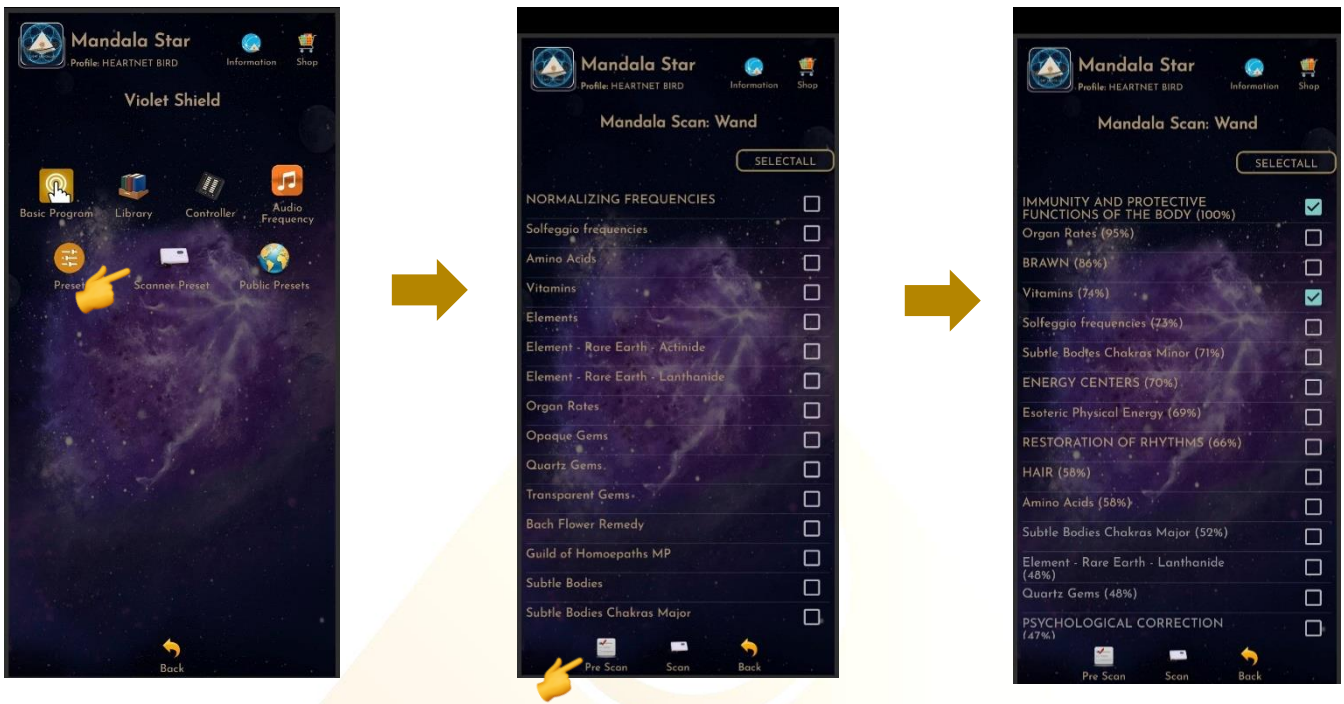 Mandala Star
Profile: HEARTNET BIRD
Information
Shop
Violet Shield
Basic Program
Library
Controller
Audio
Frequency
Preset
Scanner Preset
Public Presets
Back
Mandala Star
Profile: HEARTNET BIRD
Information
Shop
Mandala Scan: Wand
SELECTALL
NORMALIZING FREQUENCIES
Solfeggio frequencies
Amino Acids
Vitamins
Elements
Element - Rare Earth - Actinide
Element - Rare Earth - Lanthanide
Organ Rates
Opaque Gems
Quartz Gems
Transparent Gems
Bach Flower Remedy
Guild of Homoepaths MP
Subtle Bodies
Subtle Bodies Chakras Major
Pre Scan
Scan
Back
Mandala Star
Profile: HEARTNET BIRD
Information
Shop
Mandala Scan: Wand
SELECTALL
IMMUNITY AND PROTECTIVE
FUNCTIONS OF THE BODY (100%)
Organ Rates (95%)
BRAWN (86%)
Vitamins (74%)
Solfeggio frequencies (73%)
Subtle Bodies Chakras Minor (71%)
ENERGY CENTERS (70%)
Esoteric Physical Energy (69%)
RESTORATION OF RHYTHMS (66%)
HAIR (58%)
Amino Acids (58%)
Subtle Bodies Chakras Major (52%)
Element - Rare Earth - Lanthanide
(48%)
Quartz Gems (48%)
PSYCHOLOGICAL CORRECTION
(47%)
Pre Scan
Scan
Back